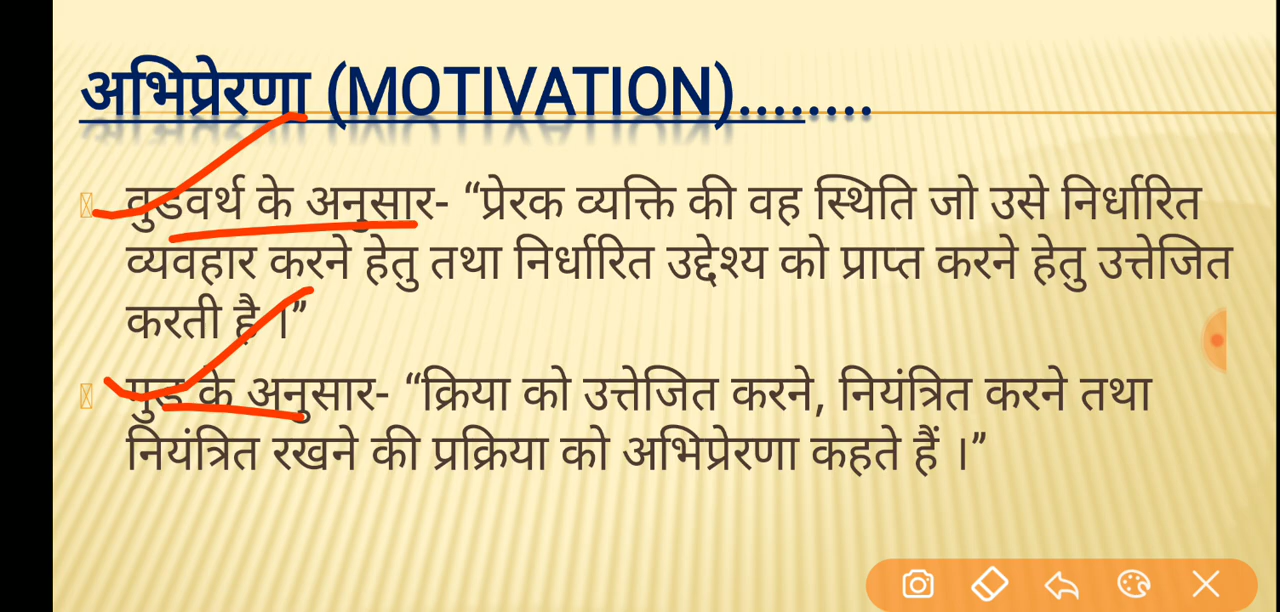 अभिप्रेरणा (MOTIVATION)........
वुडवर्थ के अनुसार- “प्रेरक व्यक्ति की वह स्थिति जो उसे निर्धारित
व्यवहार करने हेतु तथा निर्धारित उद्देश्य को प्राप्त करने हेतु उत्तेजित
करती है ।”
गुड के अनुसार- “क्रिया को उत्तेजित करने, नियंत्रित करने तथा
नियंत्रित रखने की प्रक्रिया को अभिप्रेरणा कहते हैं ।”